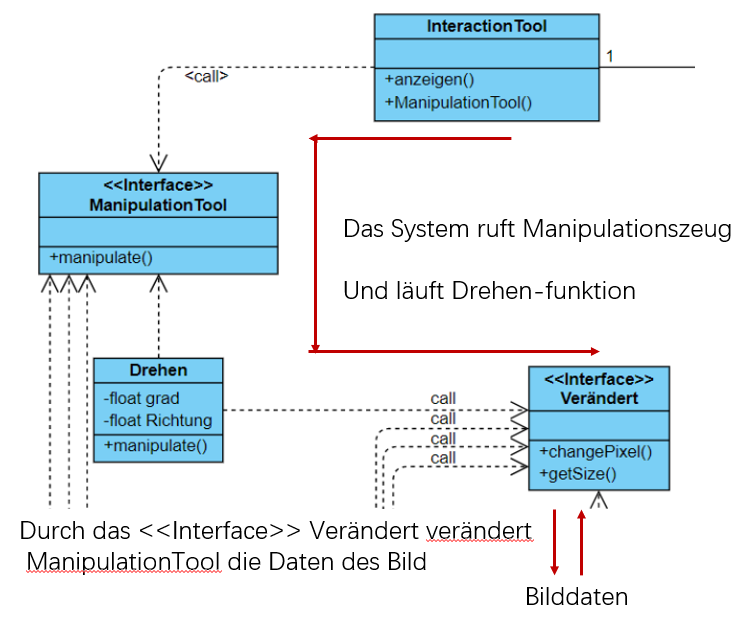 InteractionTool
+anzeigen()
+ManipulationTool()
1
<call>
<<Interface>>
ManipulationTool
+manipulate()
Das System ruft Manipulationszeug
Und läuft Drehen-funktion
Drehen
-float grad
-float Richtung
+manipulate()
call
call
call
call
<<Interface>>
Verändert
+changePixel()
+getSize()
Durch das <<Interface>> Verändert verändert
ManipulationTool die Daten des Bild
Bilddaten